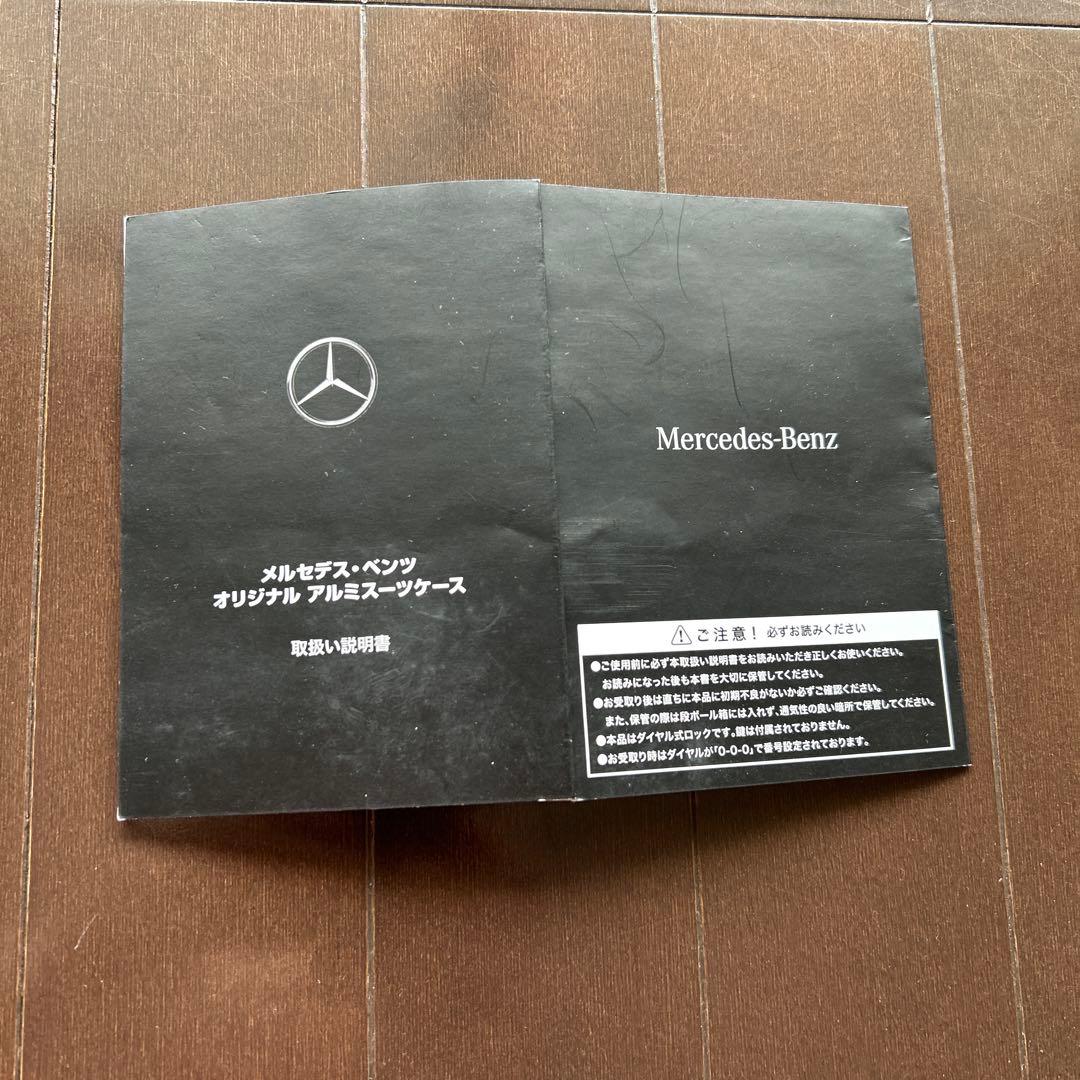 メルセデス・ベンツ
オリジナル アルミスーツケース
取扱い説明書
Mercedes-Benz
ご注意! 必ずお読みください
●ご使用前に必ず本取扱い説明書をお読みいただき正しくお使いください。
お読みになった後も本書を大切に保管してください。
●お受取り後は直ちに本品に初期不良がないか必ずご確認ください。
また、保管の際は段ボール箱には入れず、通気性の良い暗所で保管してください。
●本品はダイヤル式ロックです。鍵は付属されておりません。
●お受取り時はダイヤルが「0-0-0」で番号設定されております。